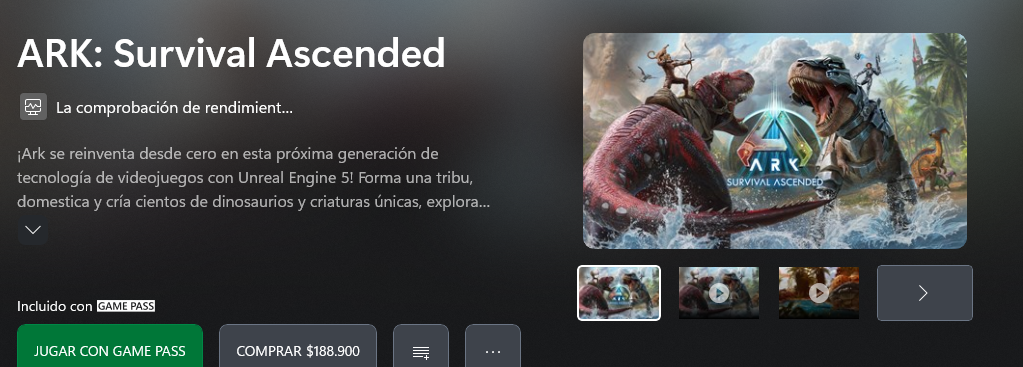 ARK: Survival Ascended
La comprobación de rendimient...
¡Ark se reinventa desde cero en esta próxima generación de
tecnología de videojuegos con Unreal Engine 5! Forma una tribu,
domestica y cría cientos de dinosaurios y criaturas únicas, explora...
Incluido con GAME PASS
JUGAR CON GAME PASS
COMPRAR $188.900
...
ARK
SURVIVAL ASCENDED